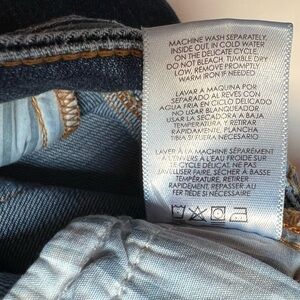 MACHINE WASH SEPARATELY,
INSIDE OUT, IN COLD WATER
ON THE DELICATE CYCLE.
DO NOT BLEACH. TUMBLE DRY
LOW, REMOVE PROMPTLY,
WARM IRON IF NEEDED.
LAVAR A MAQUINA POR
SEPARADO AL REVES CON
AGUA FRIA EN CICLO DELICADO
NO USAR BLANQUEADOR.
USAR LA SECADORA A BAJA
TEMPERATURA Y RETIRAR
RAPIDAMENTE, PLANCHA
TIBIA SI FUERA NECESARIO
LAVER À LA MACHINE SÉPARÉMENT
À L'ENVERS À L'EAU FROIDE SUR
LE CYCLE DÉLICAT. NE PAS
JAVELLISER FAIRE, SÉCHER À BASSE
TEMPÉRATURE, RETIRER
RAPIDEMENT, REPASSER AU
FER TIÈDE SI NÉCESSAIRE